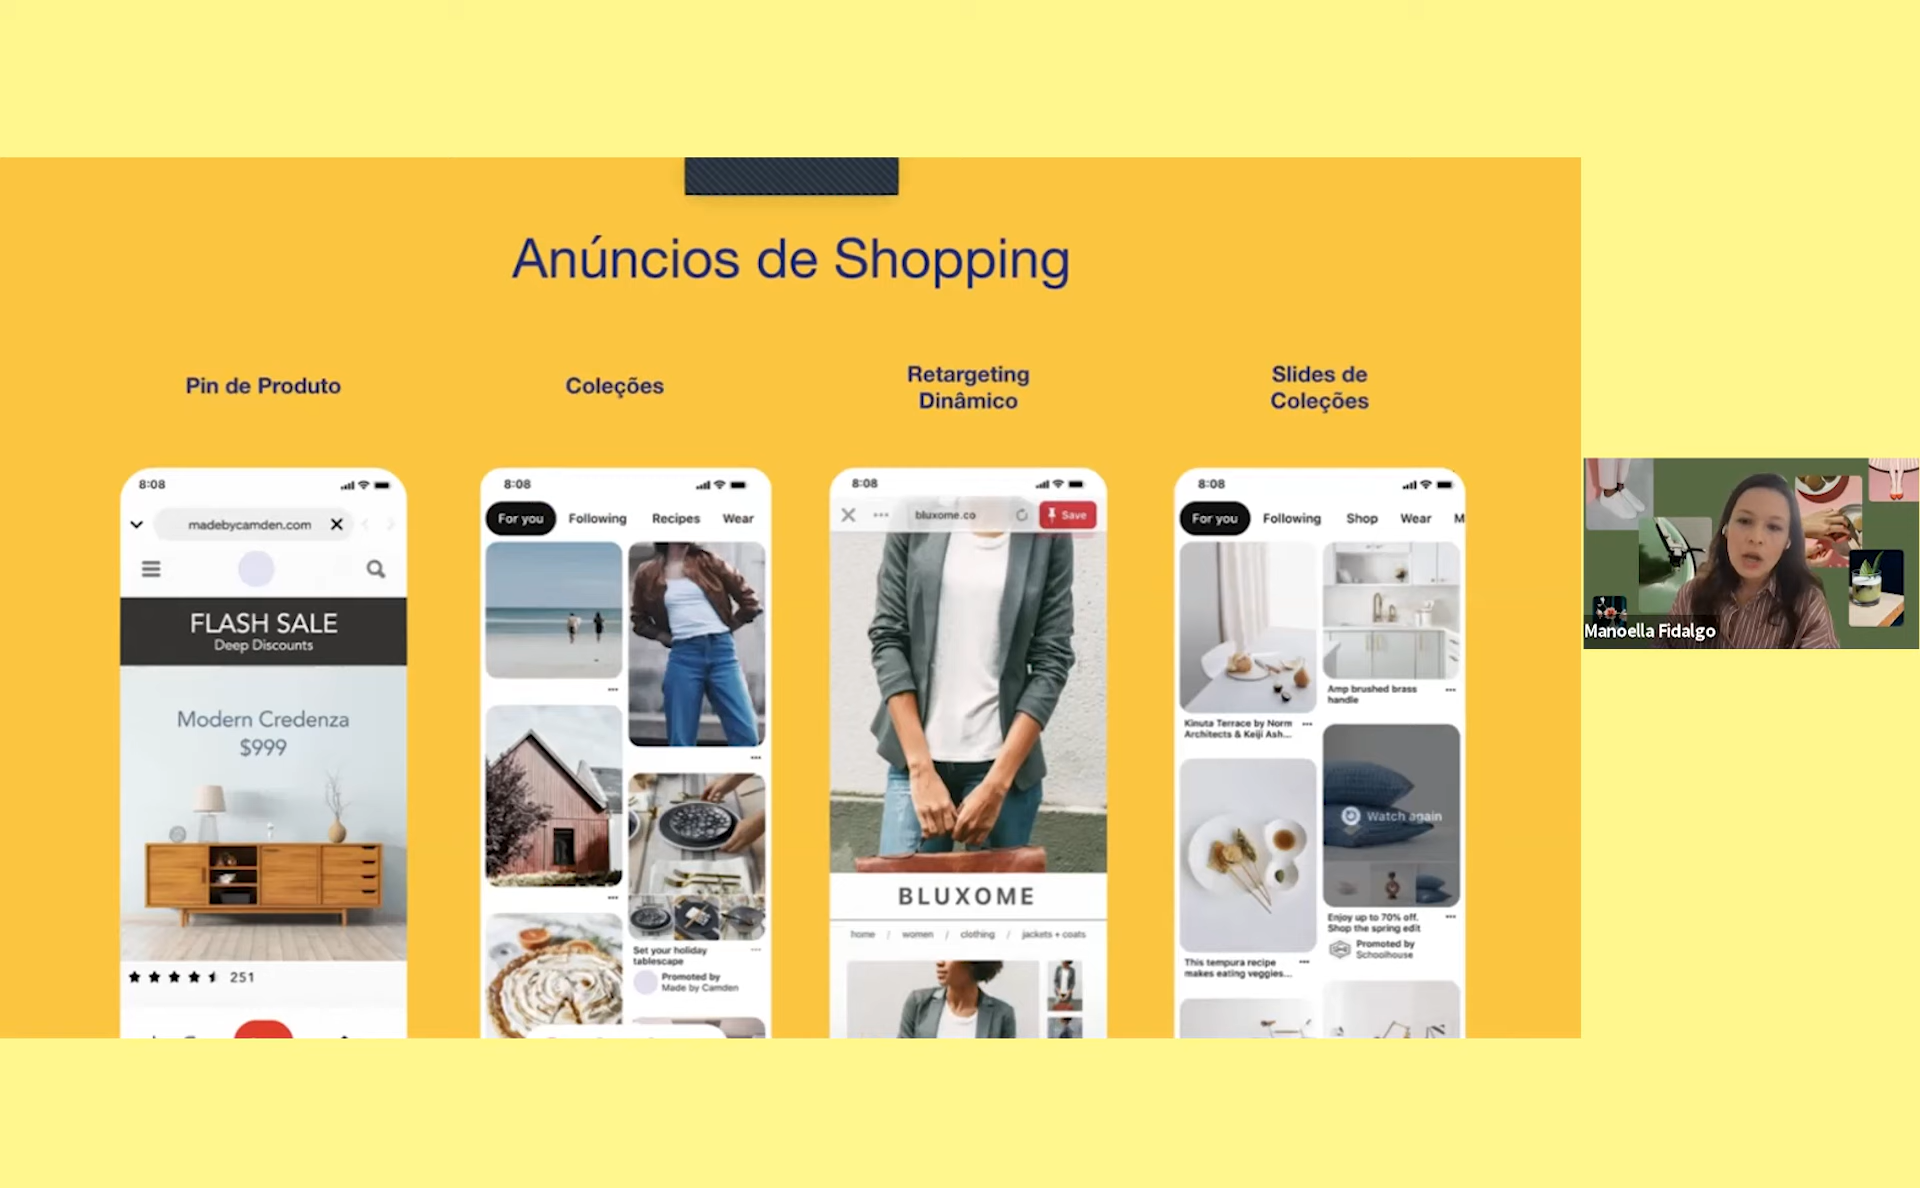 Anúncios de Shopping
Pin de Produto
Coleções
Retargeting
Dinâmico
Slides de
Coleções
8:08
madebycamden.com
FLASH SALE
Deep Discounts
Modern Credenza
$999
251
8:08
For you Following Recipes Wear
Set your holiday
tablescape
Promoted by
Made by Camden
8:08
bluxome.co
Save
BLUXOME
home / women / clothing / jackets + coats
8:08
For you Following Shop Wear M
Amp brushed brass
handle
Kinuta Terrace by Norm
Architects & Keiji Ash...
Watch again
Enjoy up to 70% off.
Shop the spring edit
Promoted by
Schoolhouse
This tempura recipe
makes eating veggies...
Manoella Fidalgo